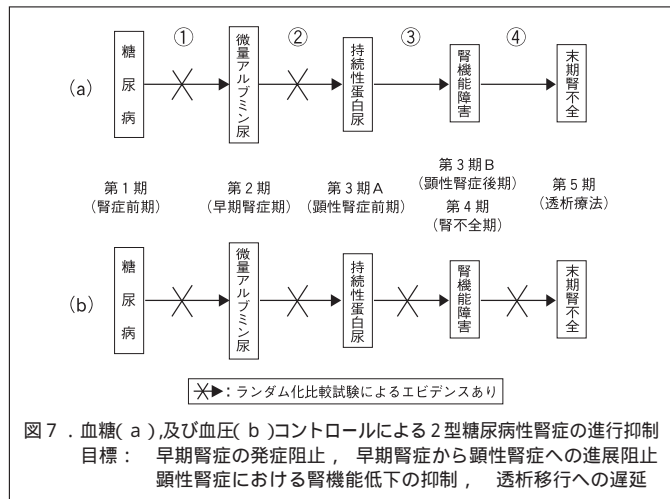 ① ② ③ ④
(a)
糖尿病
微量アルブミン尿
持続性蛋白尿
腎機能障害
末期腎不全
第1期
(腎症前期)
第2期
(早期腎症期)
第3期A
(顕性腎症前期)
第3期B
(顕性腎症後期)
第4期
(腎不全期)
第5期
(透析療法)
(b)
糖尿病
微量アルブミン尿
持続性蛋白尿
腎機能障害
末期腎不全
:ランダム化比較試験によるエビデンスあり
図7．血糖(a),及び血圧(b)コントロールによる2型糖尿病性腎症の進行抑制
目標： 早期腎症の発症阻止， 早期腎症から顕性腎症への進展阻止
顕性腎症における腎機能低下の抑制， 透析移行への遅延